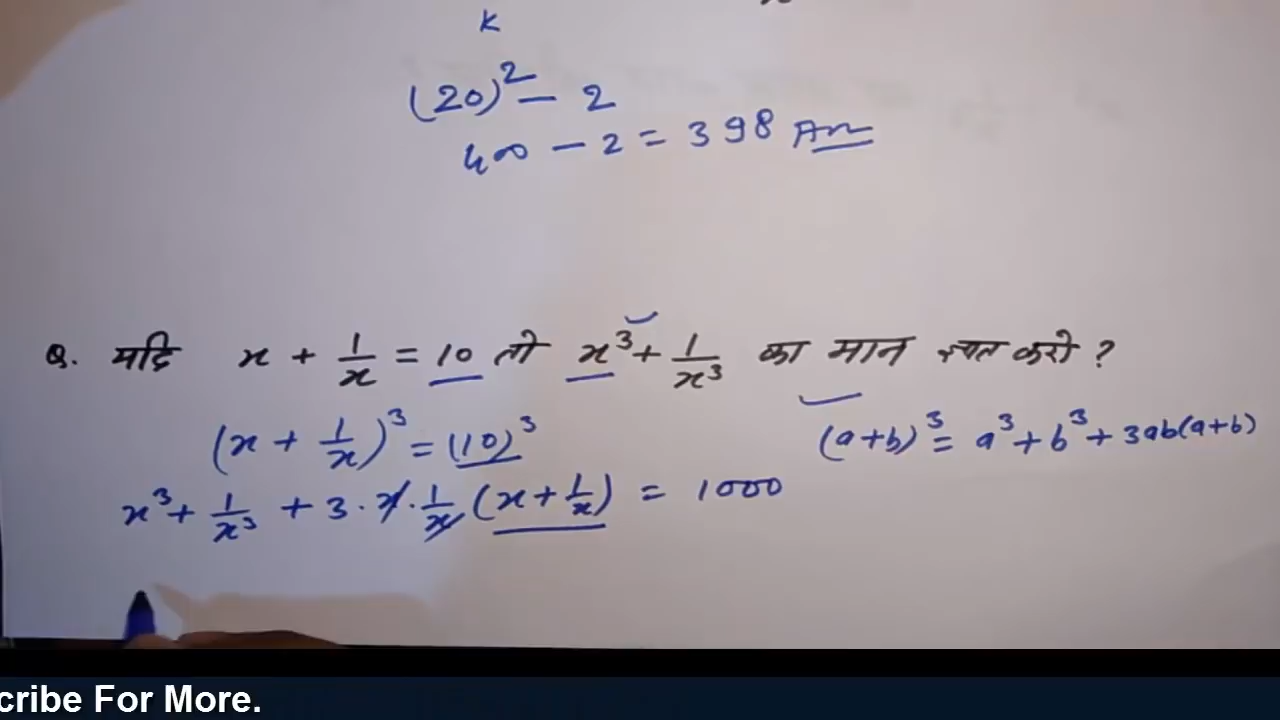 K
(20)² – 2
400 – 2 = 398 Ans
Q. यदि x + 1/x = 10 तो x³ + 1/x³ का मान ज्ञात करो ?
(x + 1/x)³ = (10)³
(a+b)³ = a³ + b³ + 3ab(a+b)
x³ + 1/x³ + 3 . x . 1/x (x + 1/x) = 1000
cribe For More.